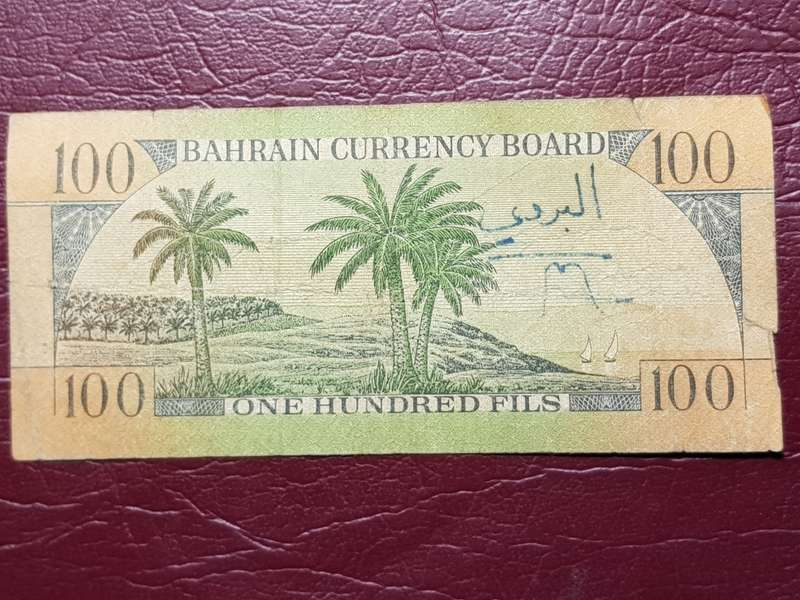 100 BAHRAIN CURRENCY BOARD 100
البردي
100 ONE HUNDRED FILS 100